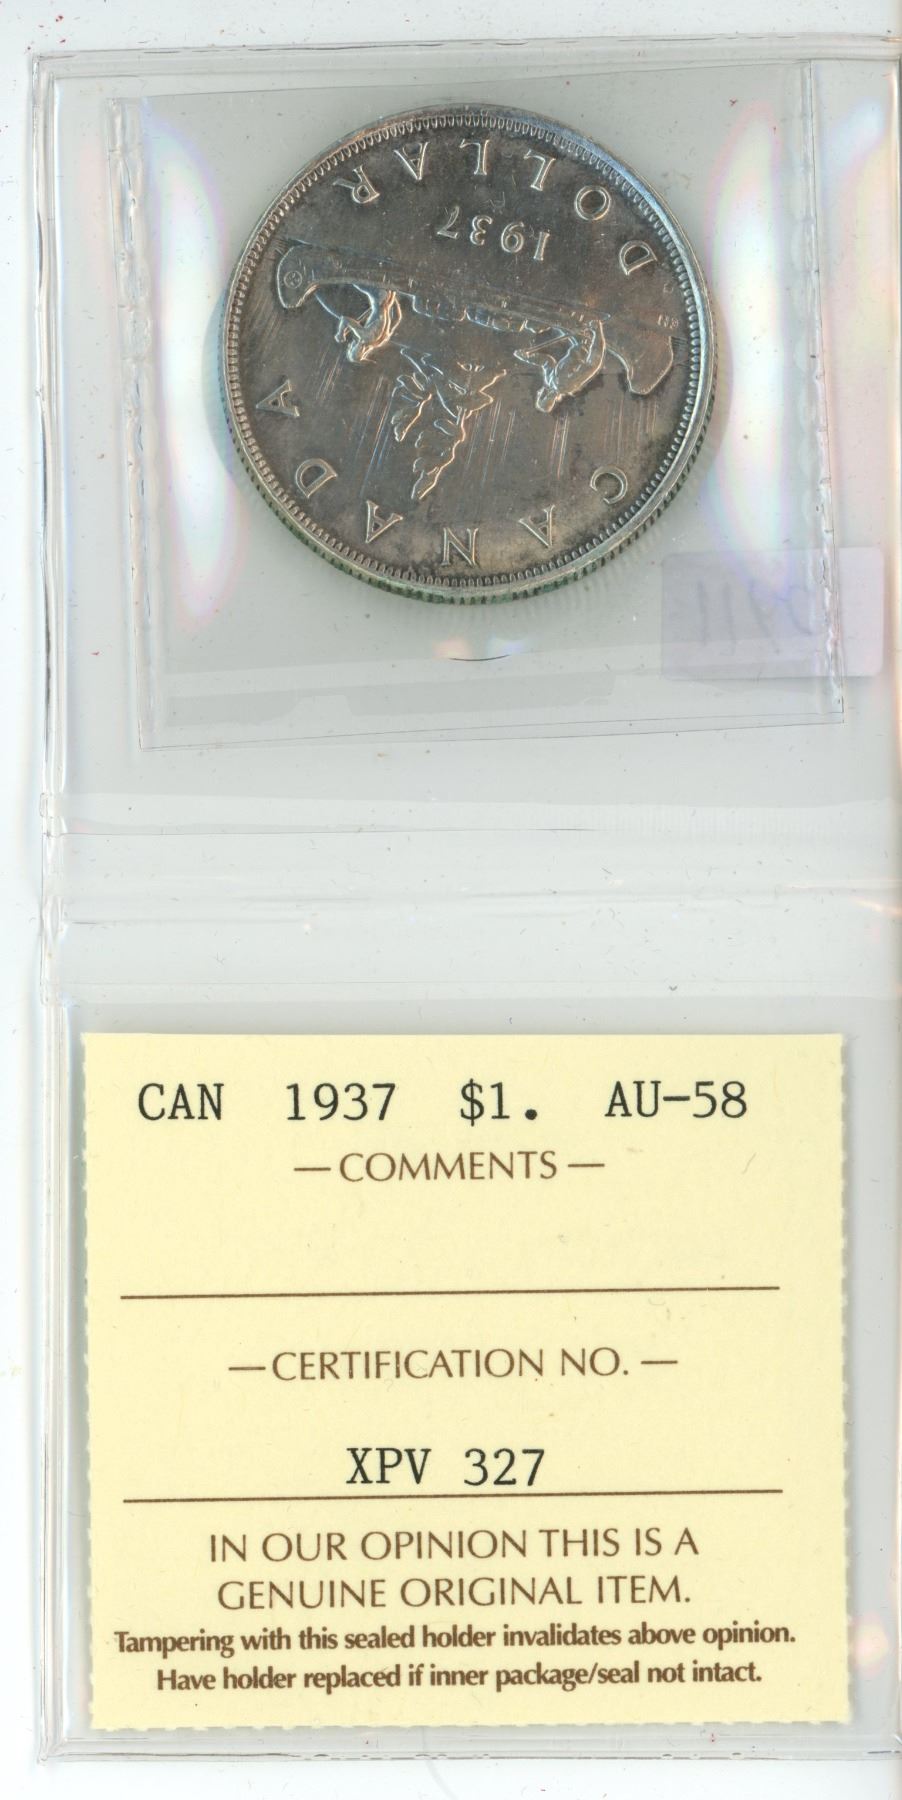 CANADA
1937
DOLLAR
EH
CAN 1937 $1. AU-58
—COMMENTS—
—CERTIFICATION NO.—
XPV 327
IN OUR OPINION THIS IS A
GENUINE ORIGINAL ITEM.
Tampering with this sealed holder invalidates above opinion.
Have holder replaced if inner package/seal not intact.